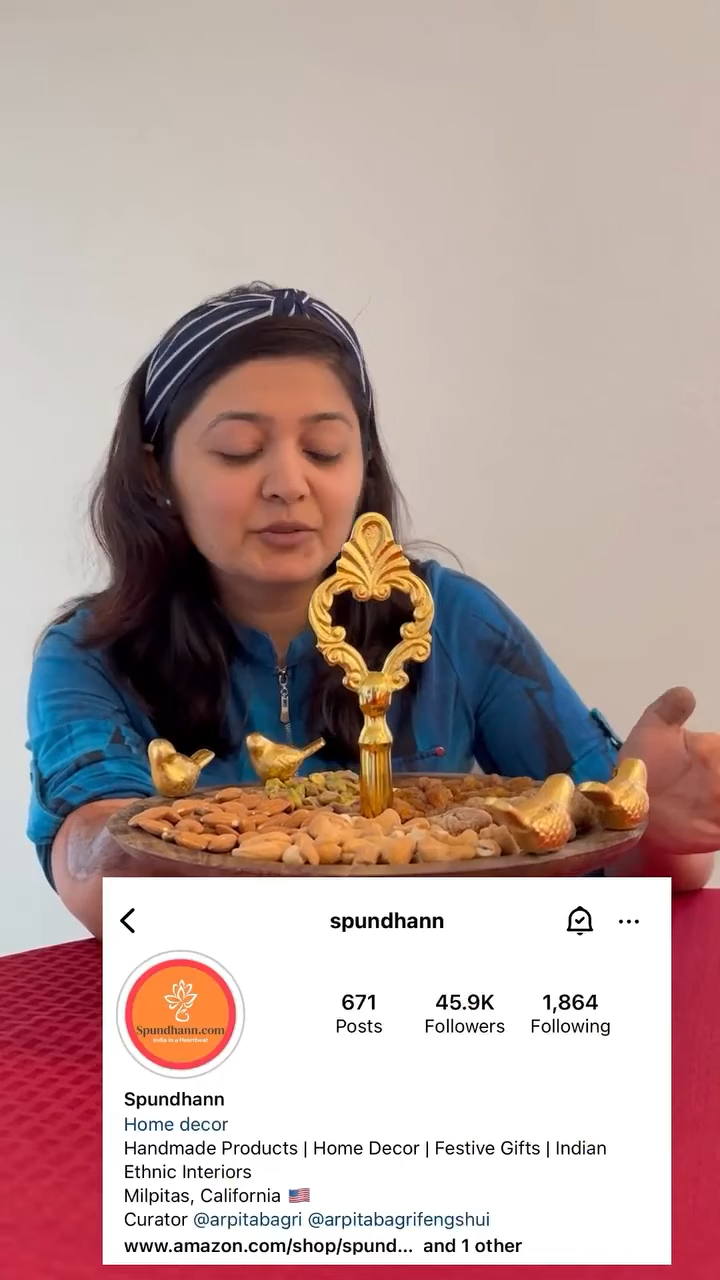 spundhann
Spundhann.com
India in a Heartbeat
671
45.9K
1,864
Posts
Followers
Following
Spundhann
Home decor
Handmade Products | Home Decor | Festive Gifts | Indian
Ethnic Interiors
Milpitas, California 🇺🇸
Curator @arpitabagri @arpitabagrifengshui
www.amazon.com/shop/spund... and 1 other